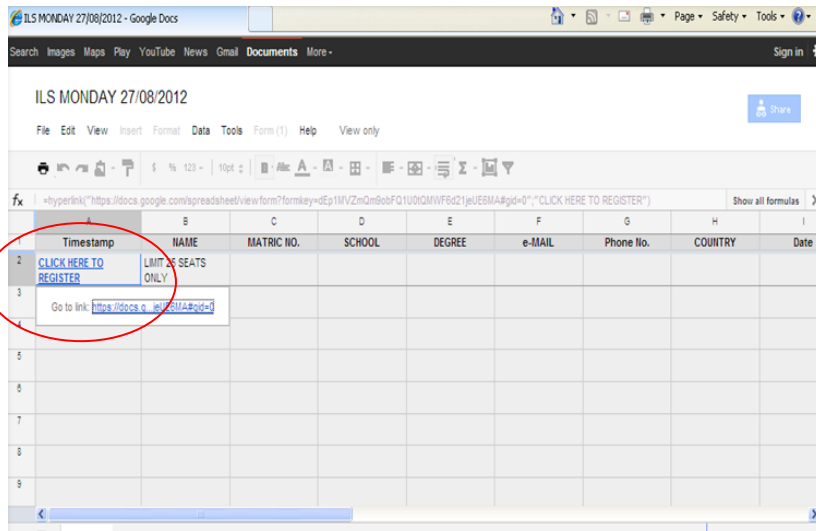 ILS MONDAY 27/08/2012 - Google Docs
Page Safety Tools
Search Images Maps Play YouTube News Gmail Documents More
Sign in
ILS MONDAY 27/08/2012
Share
File Edit View Insert Format Data Tools Form (1) Help View only
$ % 123 10pt Abc A A Σ
fx =hyperlink("https://docs.google.com/spreadsheet/viewform?formkey=dEp1MVZmQm9obFQ1U0tQMWF6d21jeUE6MA#gid=0";"CLICK HERE TO REGISTER") Show all formulas
A B C D E F G H I
1 Timestamp NAME MATRIC NO. SCHOOL DEGREE e-MAIL Phone No. COUNTRY Date
2 CLICK HERE TO REGISTER LIMIT 25 SEATS ONLY
3
Go to link: https://docs.g...jeUE6MA#gid=0
4
5
6
7
8
9